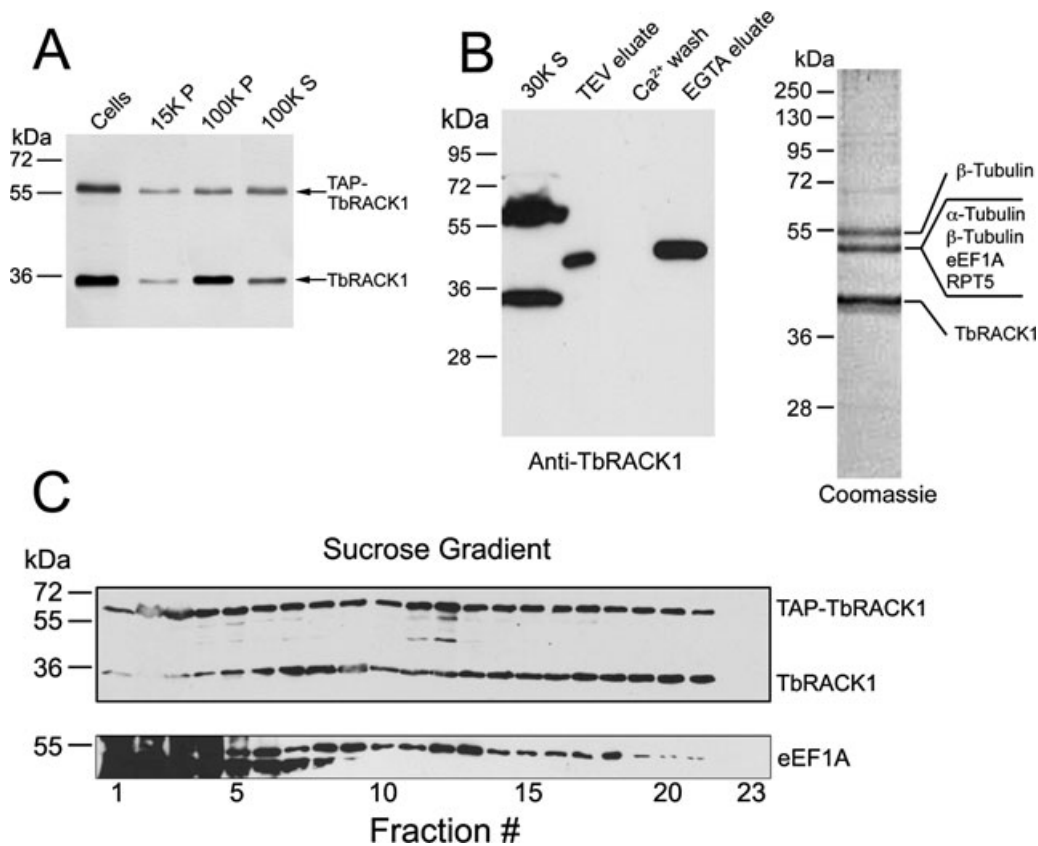 A
Cells
15K P
100K P
100K S
kDa
72
55
36
TAP-
TbRACK1
TbRACK1
B
30K S
TEV eluate
Ca²⁺ wash
EGTA eluate
kDa
95
72
55
36
28
Anti-TbRACK1
kDa
250
130
95
72
55
36
28
β-Tubulin
α-Tubulin
β-Tubulin
eEF1A
RPT5
TbRACK1
Coomassie
C
Sucrose Gradient
kDa
72
55
36
TAP-TbRACK1
TbRACK1
55
eEF1A
1 5 10 15 20 23
Fraction #